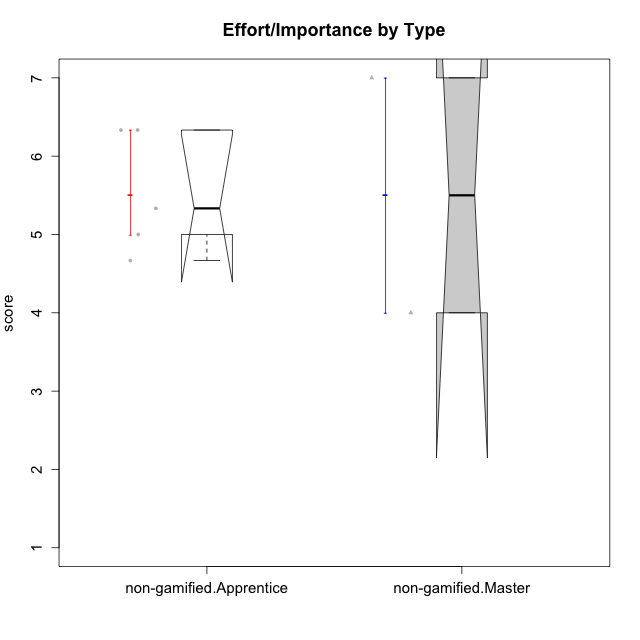 Effort/Importance by Type
score
7
6
5
4
3
2
1
non-gamified.Apprentice
non-gamified.Master